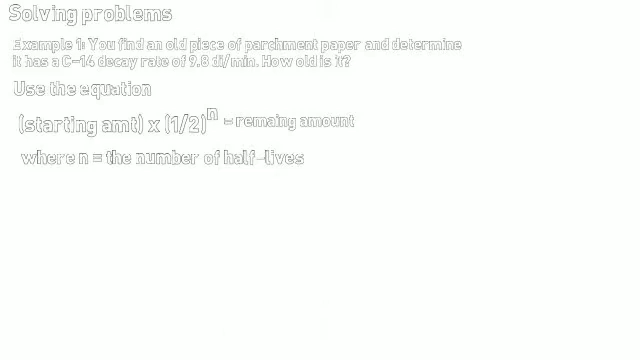 Solving problems
Example 1: You find an old piece of parchment paper and determine
it has a C-14 decay rate of 9.8 di/min. How old is it?
Use the equation
(starting amt) x (1/2)^n = remaing amount
where n = the number of half-lives